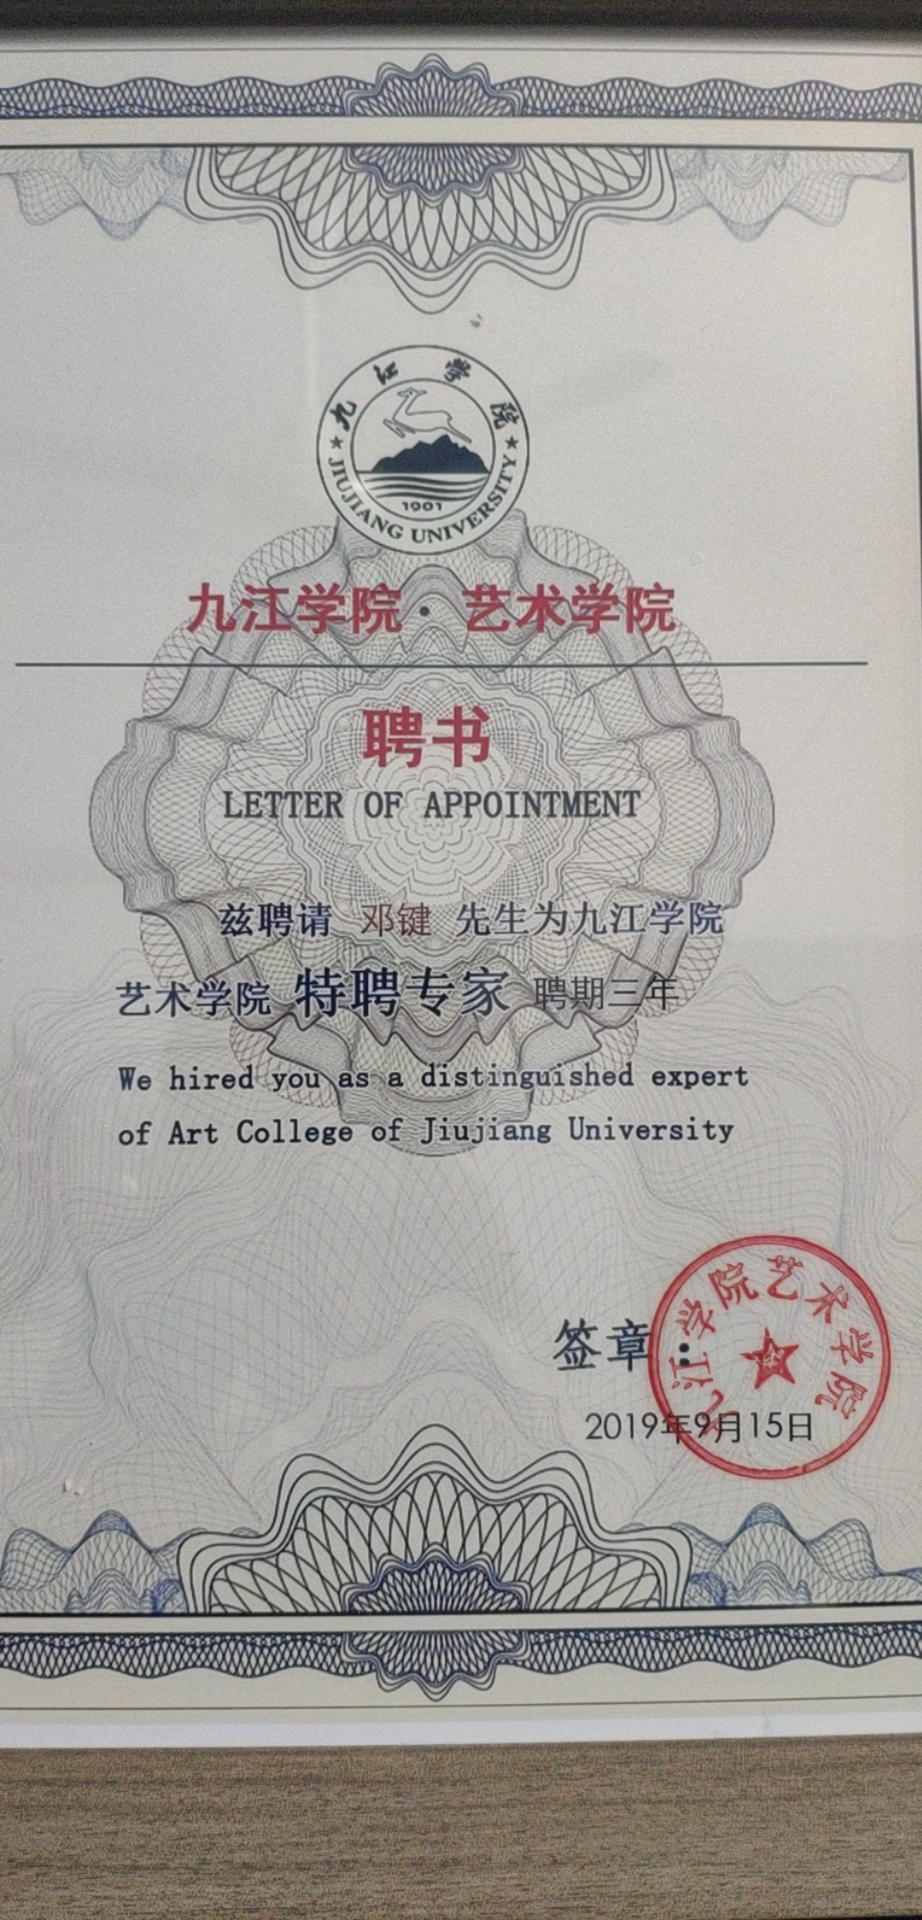 九江学院
JIUJIANG UNIVERSITY
1901
九江学院·艺术学院
聘书
LETTER OF APPOINTMENT
兹聘请 邓键 先生为九江学院
艺术学院 特聘专家 聘期三年
We hired you as a distinguished expert
of Art College of Jiujiang University
签章:
九江学院艺术学院
2019年9月15日